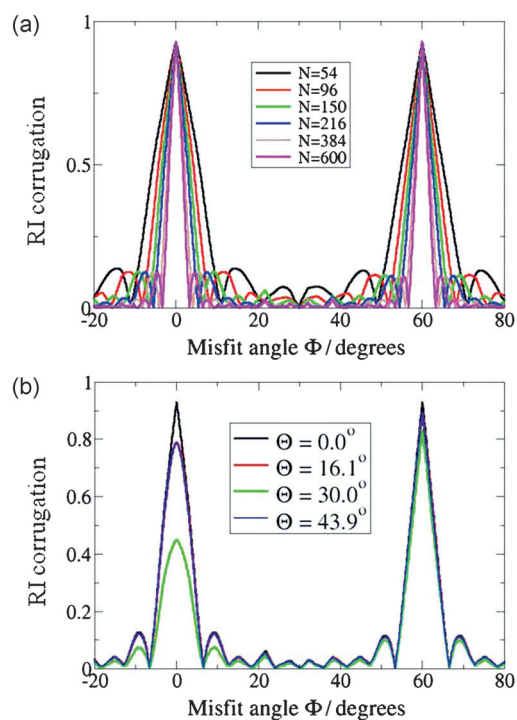 (a)
1
0.5
0
RI corrugation
N=54
N=96
N=150
N=216
N=384
N=600
-20 0 20 40 60 80
Misfit angle Φ / degrees
(b)
1
0.8
0.6
0.4
0.2
0
RI corrugation
Θ = 0.0°
Θ = 16.1°
Θ = 30.0°
Θ = 43.9°
-20 0 20 40 60 80
Misfit angle Φ / degrees